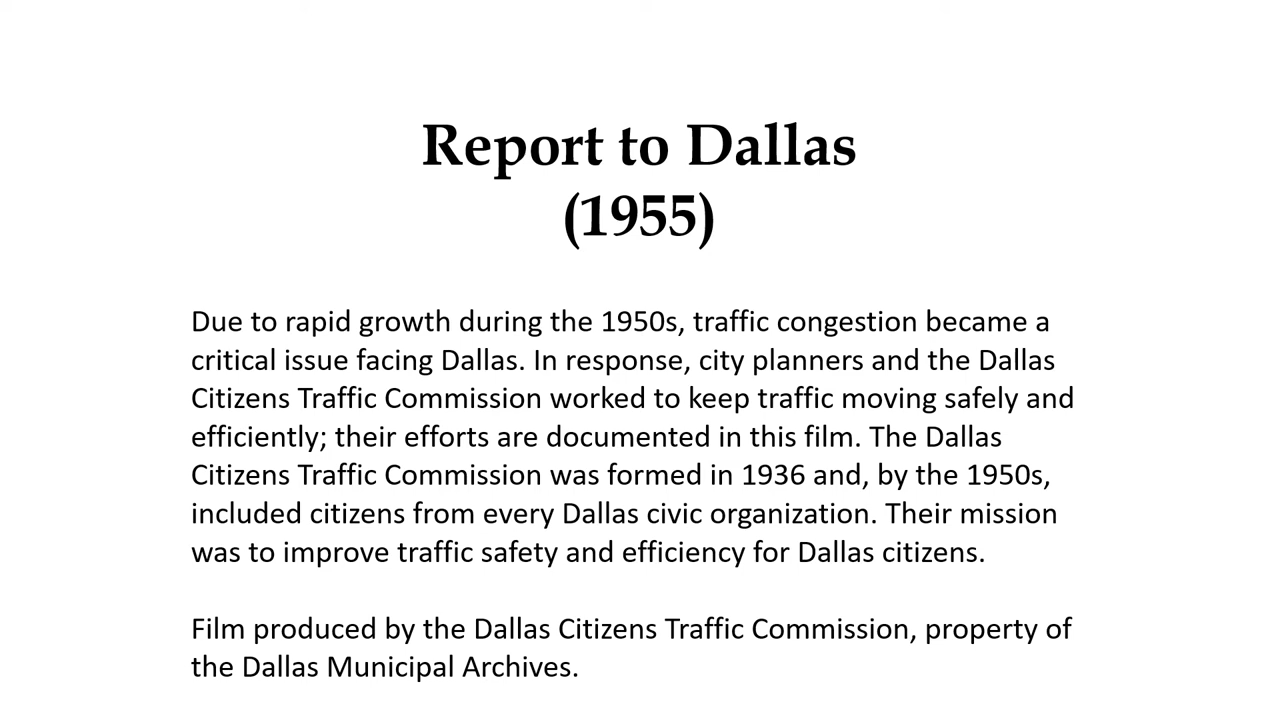 Report to Dallas
(1955)
Due to rapid growth during the 1950s, traffic congestion became a
critical issue facing Dallas. In response, city planners and the Dallas
Citizens Traffic Commission worked to keep traffic moving safely and
efficiently; their efforts are documented in this film. The Dallas
Citizens Traffic Commission was formed in 1936 and, by the 1950s,
included citizens from every Dallas civic organization. Their mission
was to improve traffic safety and efficiency for Dallas citizens.
Film produced by the Dallas Citizens Traffic Commission, property of
the Dallas Municipal Archives.